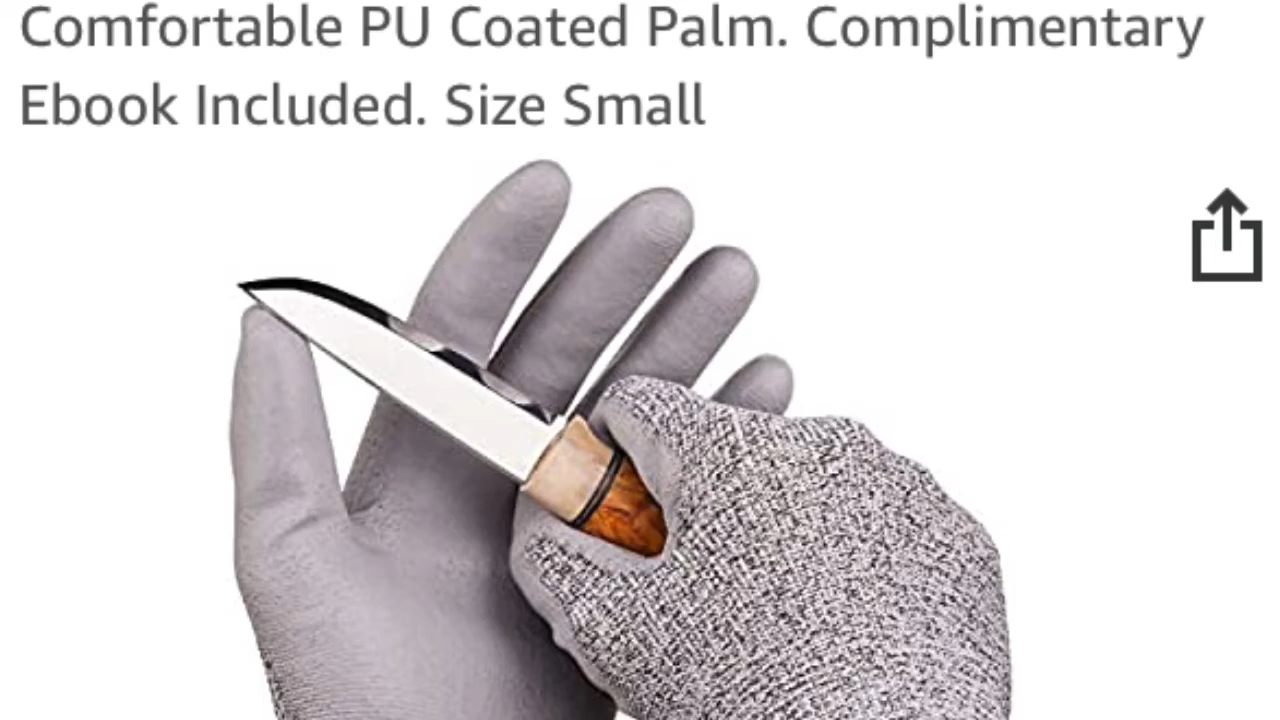 Comfortable PU Coated Palm. Complimentary
Ebook Included. Size Small